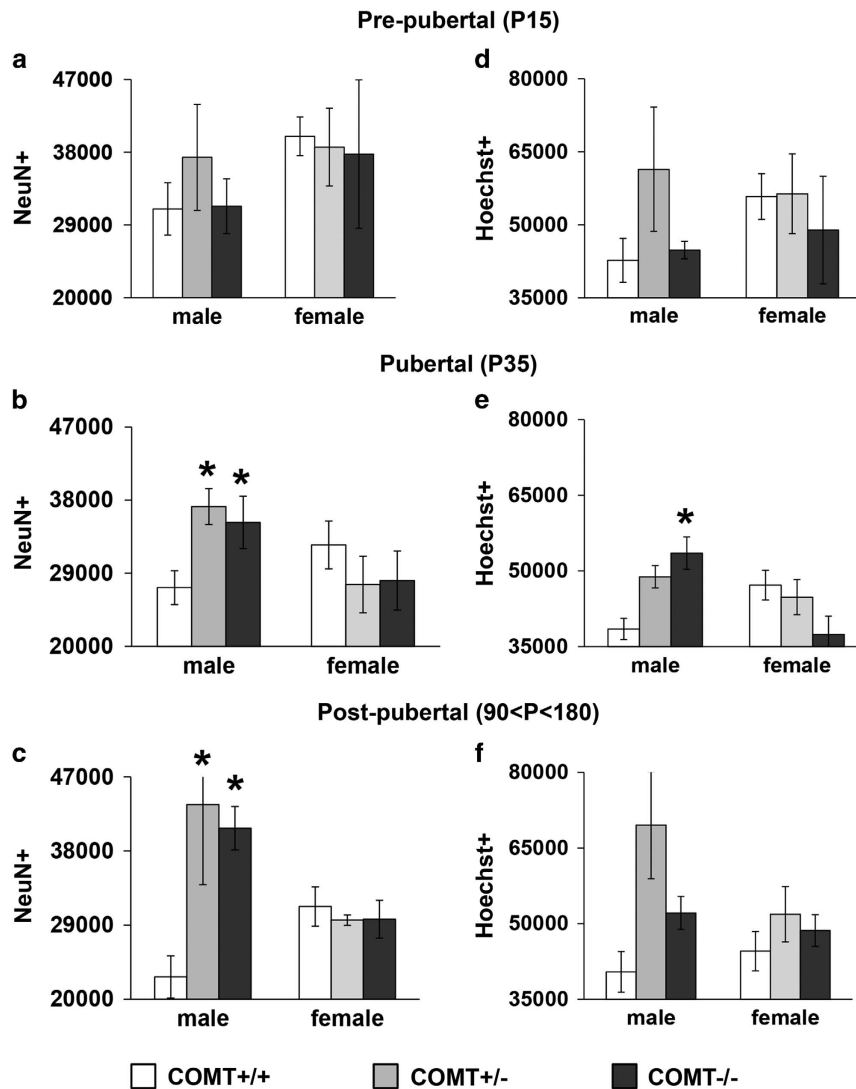 Pre-pubertal (P15)
a
NeuN+
47000
38000
29000
20000
male
female
d
Hoechst+
80000
65000
50000
35000
male
female
Pubertal (P35)
b
NeuN+
47000
38000
29000
20000
* *
male
female
e
Hoechst+
80000
65000
50000
35000
*
male
female
Post-pubertal (90<P<180)
c
NeuN+
47000
38000
29000
20000
* *
male
female
f
Hoechst+
80000
65000
50000
35000
male
female
COMT+/+ COMT+/- COMT-/-